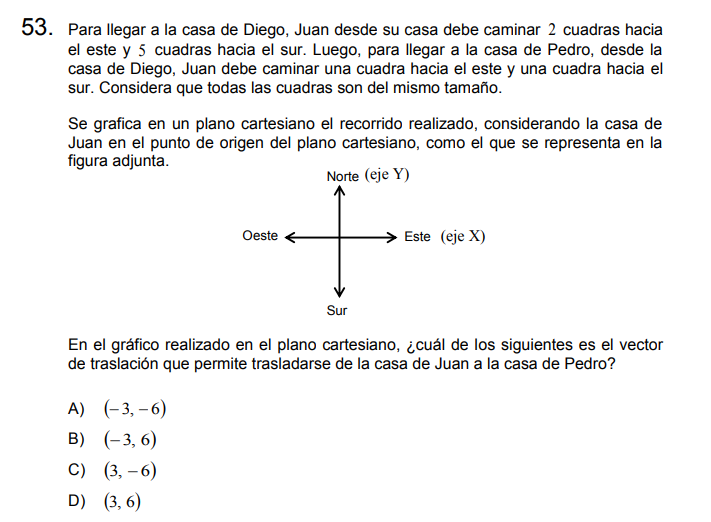 53. Para llegar a la casa de Diego, Juan desde su casa debe caminar 2 cuadras hacia
el este y 5 cuadras hacia el sur. Luego, para llegar a la casa de Pedro, desde la
casa de Diego, Juan debe caminar una cuadra hacia el este y una cuadra hacia el
sur. Considera que todas las cuadras son del mismo tamaño.
Se grafica en un plano cartesiano el recorrido realizado, considerando la casa de
Juan en el punto de origen del plano cartesiano, como el que se representa en la
figura adjunta.
Norte (eje Y)
Oeste
Este (eje X)
Sur
En el gráfico realizado en el plano cartesiano, ¿cuál de los siguientes es el vector
de traslación que permite trasladarse de la casa de Juan a la casa de Pedro?
A) (−3, −6)
B) (−3, 6)
C) (3, −6)
D) (3, 6)